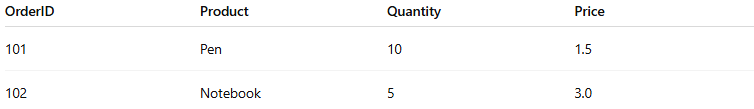 OrderID Product Quantity Price
101 Pen 10 1.5
102 Notebook 5 3.0